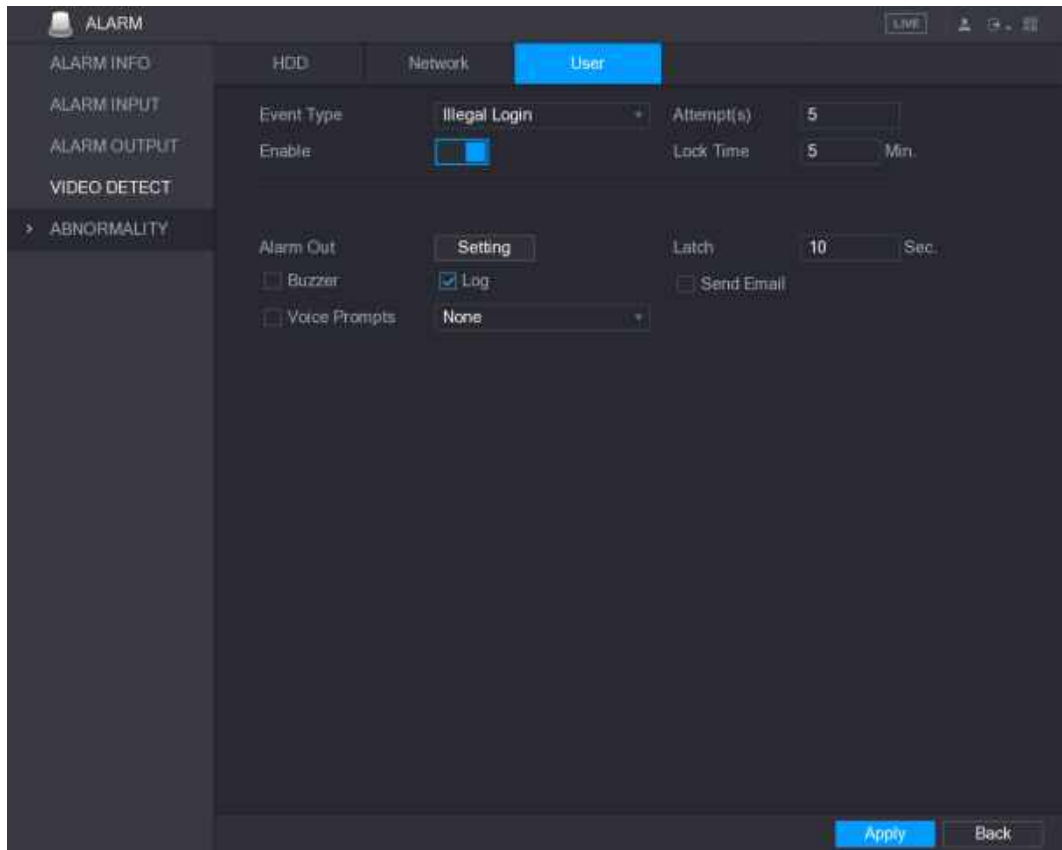 ALARM
LIVE
ALARM INFO
ALARM INPUT
ALARM OUTPUT
VIDEO DETECT
> ABNORMALITY
HDD Network User
Event Type Illegal Login Attempt(s) 5
Enable Lock Time 5 Min.
Alarm Out Setting Latch 10 Sec.
Buzzer Log Send Email
Voice Prompts None
Apply Back